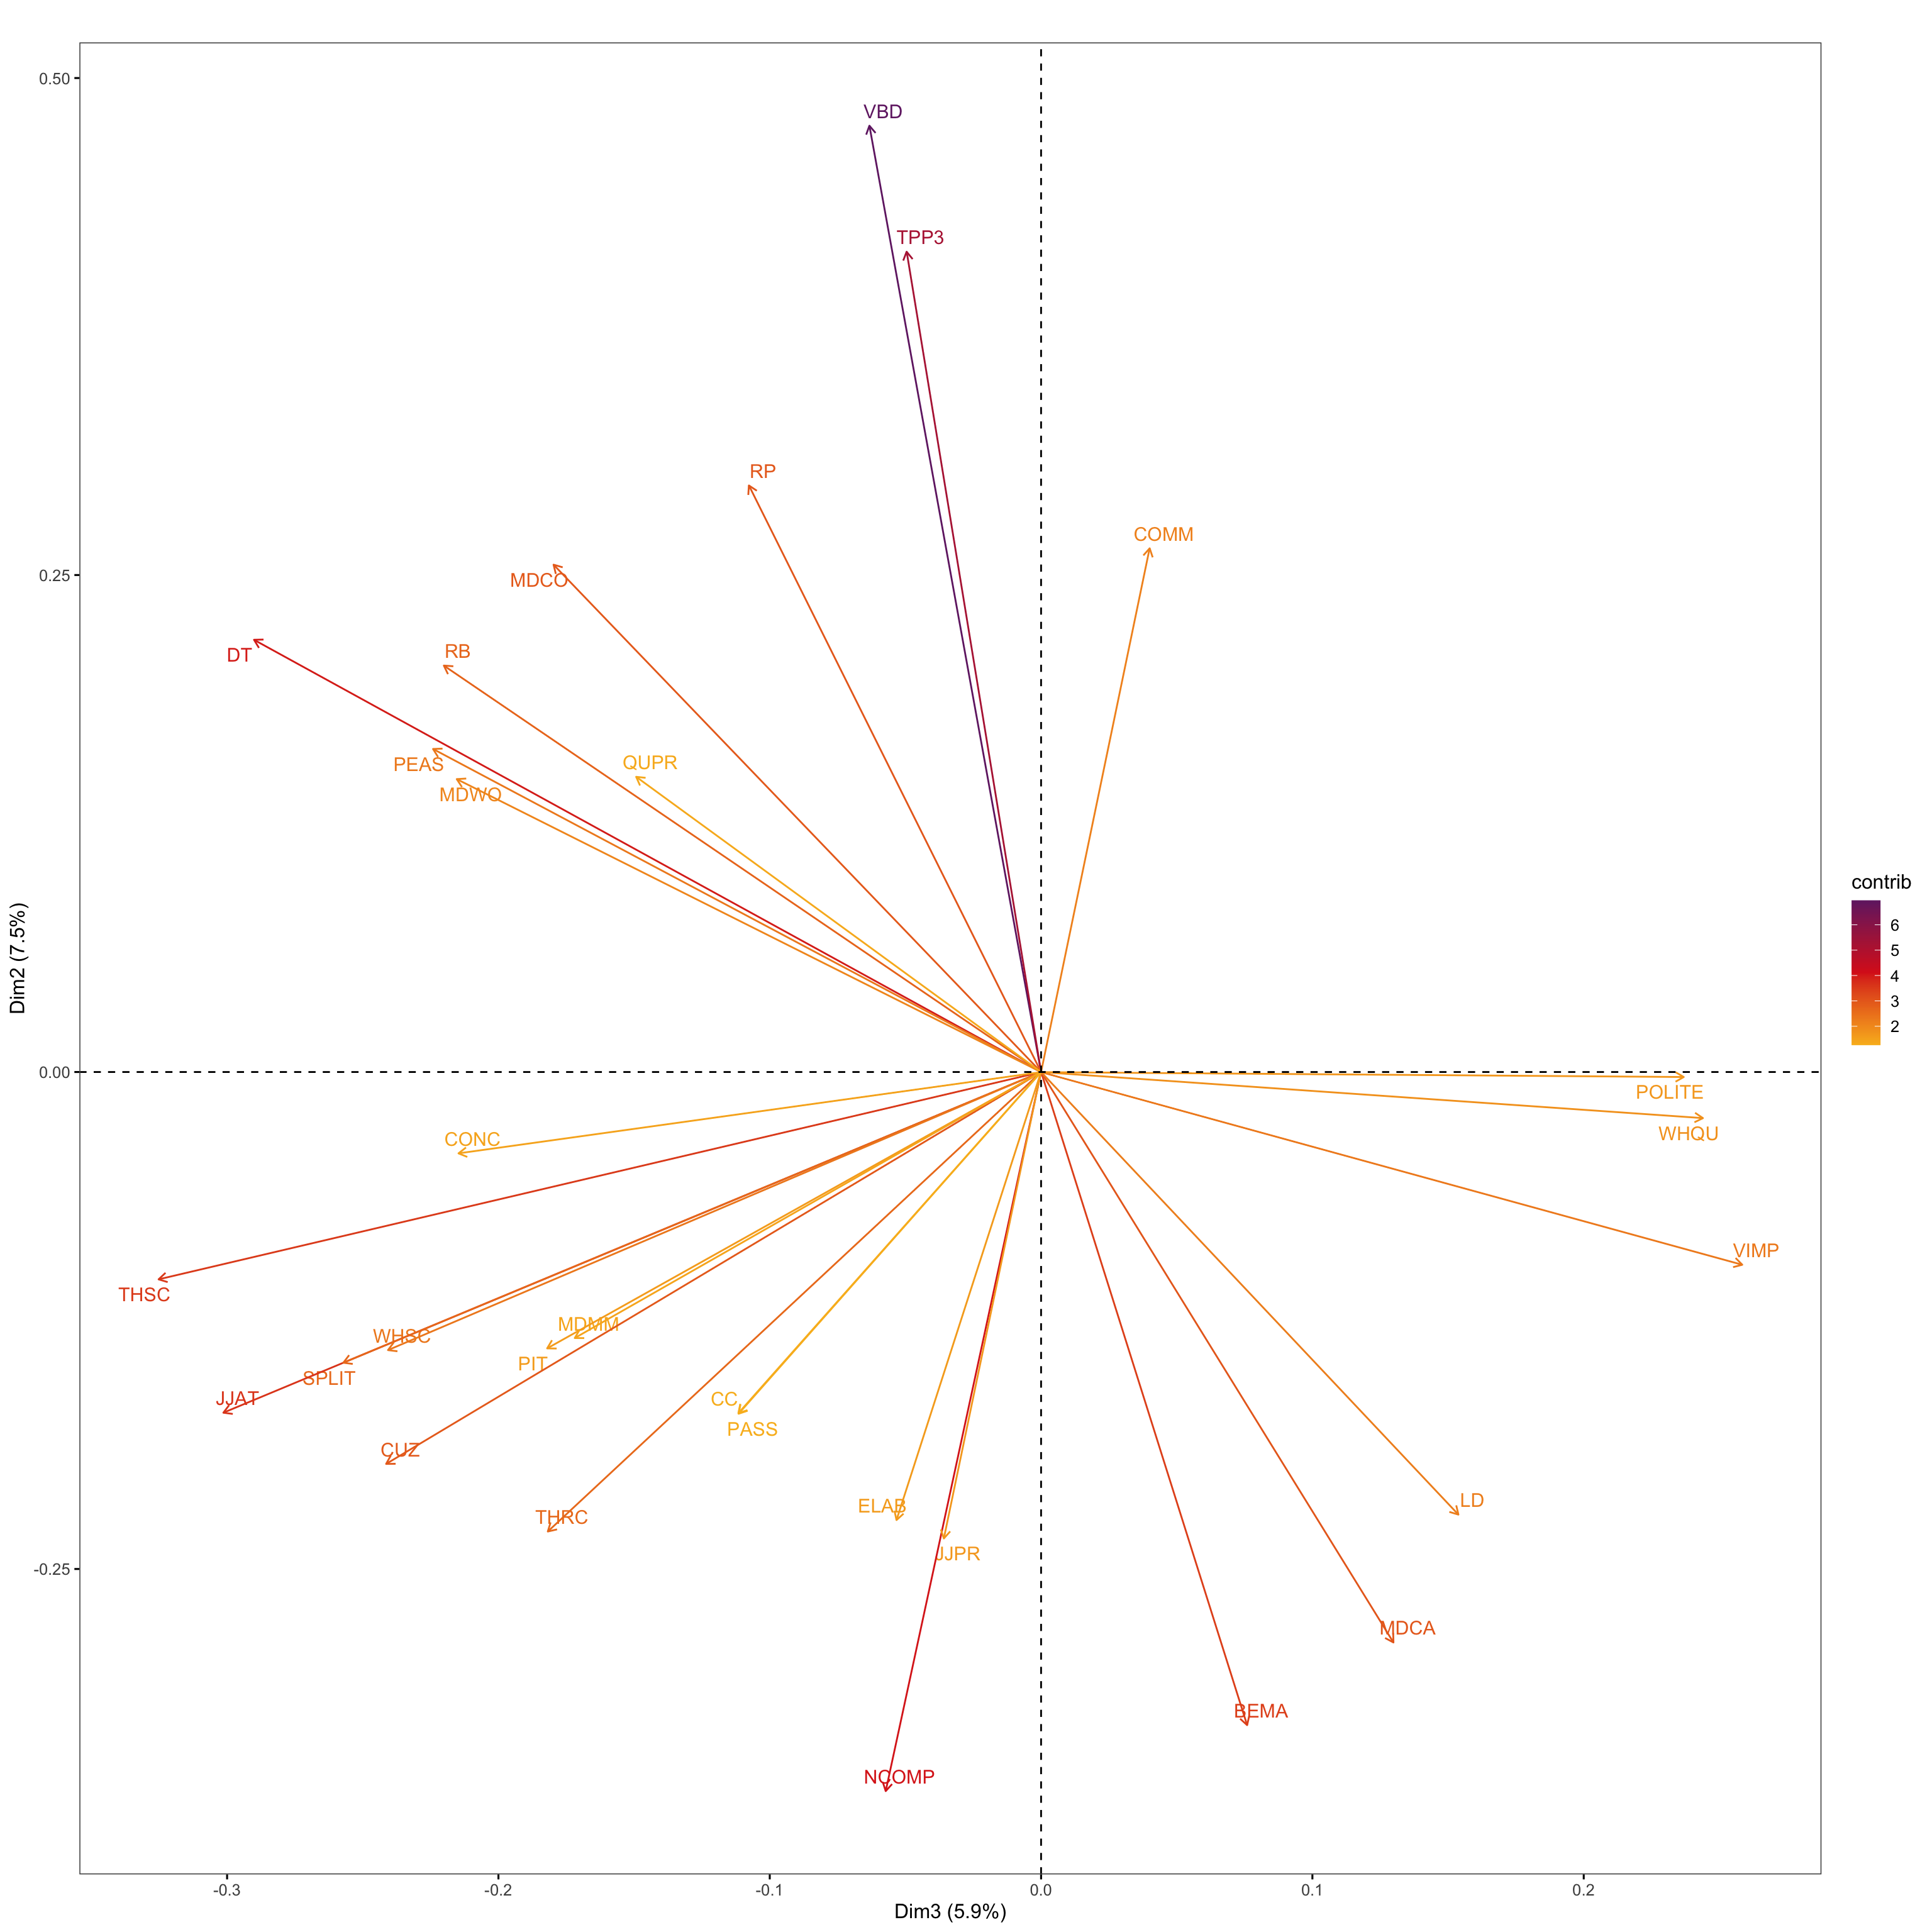 0.50
VBD
TPP3
RP
COMM
0.25
MDCO
RB
DT
PEAS
QUPR
MDWO
contrib
6
5
4
3
2
Dim2 (7.5%)
0.00
POLITE
WHQU
CONC
VIMP
THSC
MDMM
WHSC
PIT
SPLIT
JJAT
CC
PASS
CUZ
LD
ELAB
THRC
JJPR
-0.25
MDCA
BEMA
NCOMP
-0.3 -0.2 -0.1 0.0 0.1 0.2
Dim3 (5.9%)